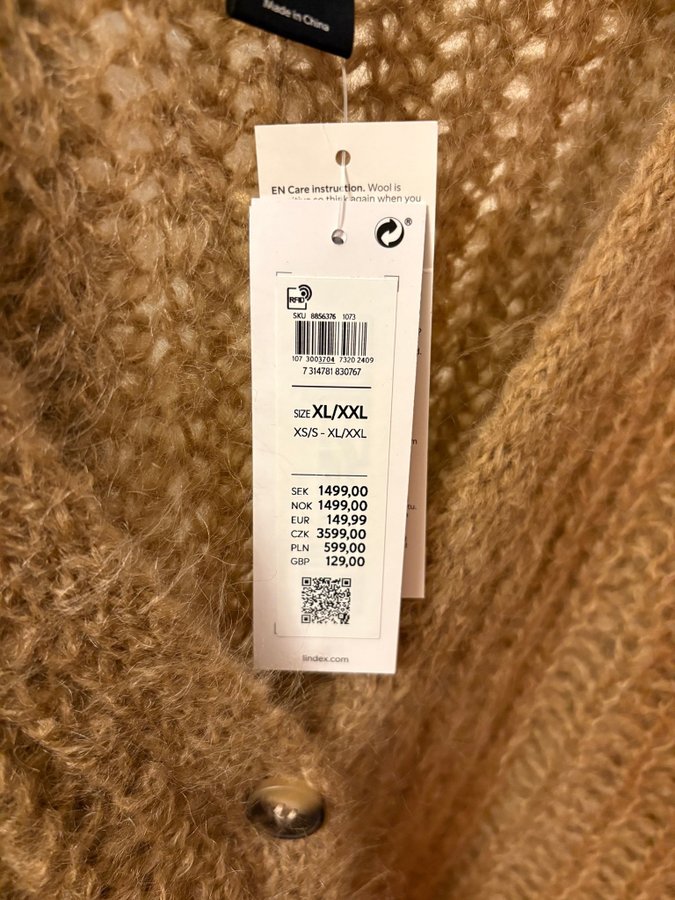 Made in China
EN Care instruction. Wool is
so think again when you
®
RFID
SKU 8856376 1073
107 3003704 7320 2409
7 314781 830767
SIZE XL/XXL
XS/S - XL/XXL
SEK 1499,00
NOK 1499,00
EUR 149,99
CZK 3599,00
PLN 599,00
GBP 129,00
lindex.com